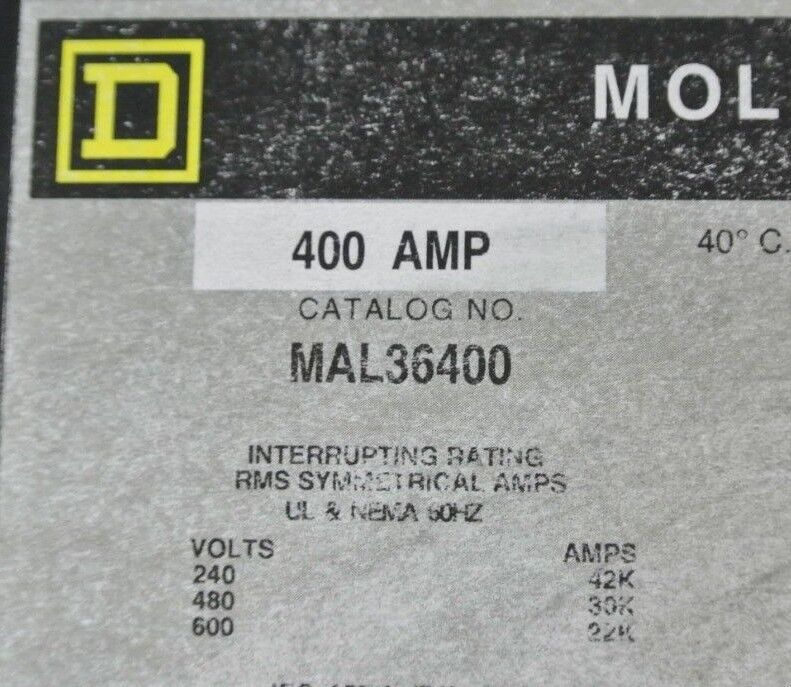 D
MOL
400 AMP
40° C.
CATALOG NO.
MAL36400
INTERRUPTING RATING
RMS SYMMETRICAL AMPS
UL & NEMA 60HZ
VOLTS AMPS
240 42K
480 30K
600 22K